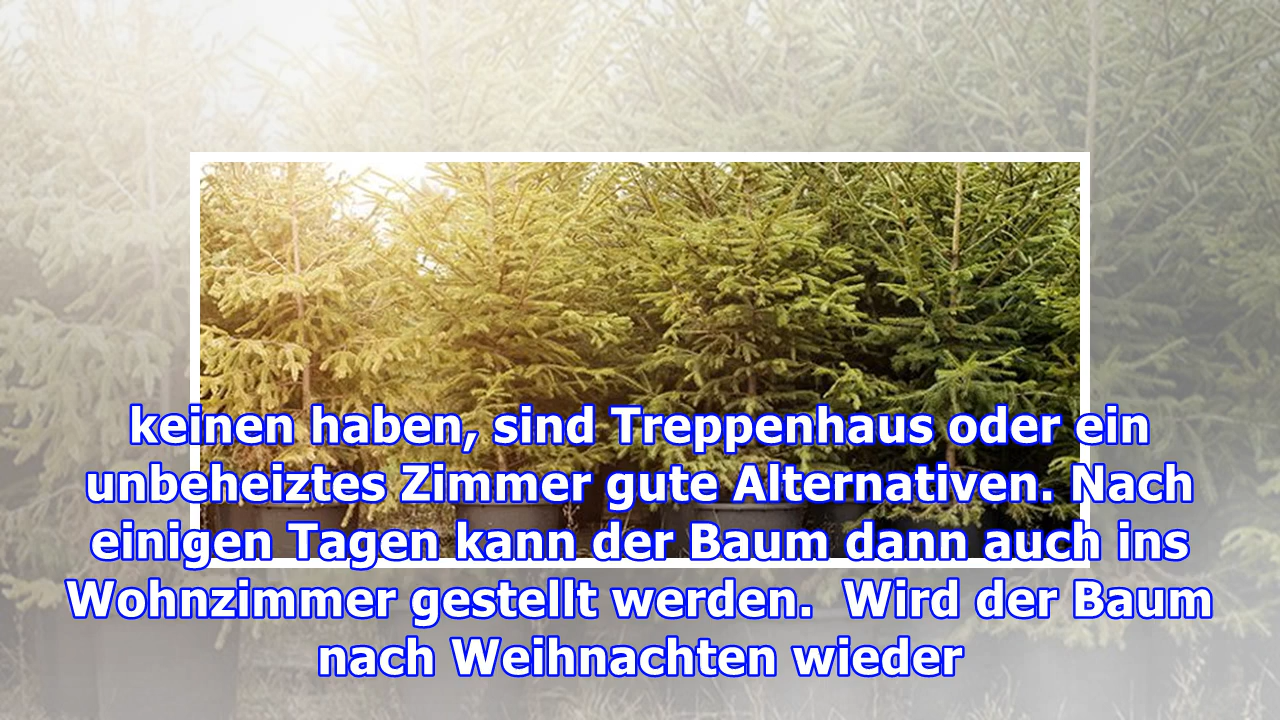 keinen haben, sind Treppenhaus oder ein
unbeheiztes Zimmer gute Alternativen. Nach
einigen Tagen kann der Baum dann auch ins
Wohnzimmer gestellt werden.  Wird der Baum
nach Weihnachten wieder